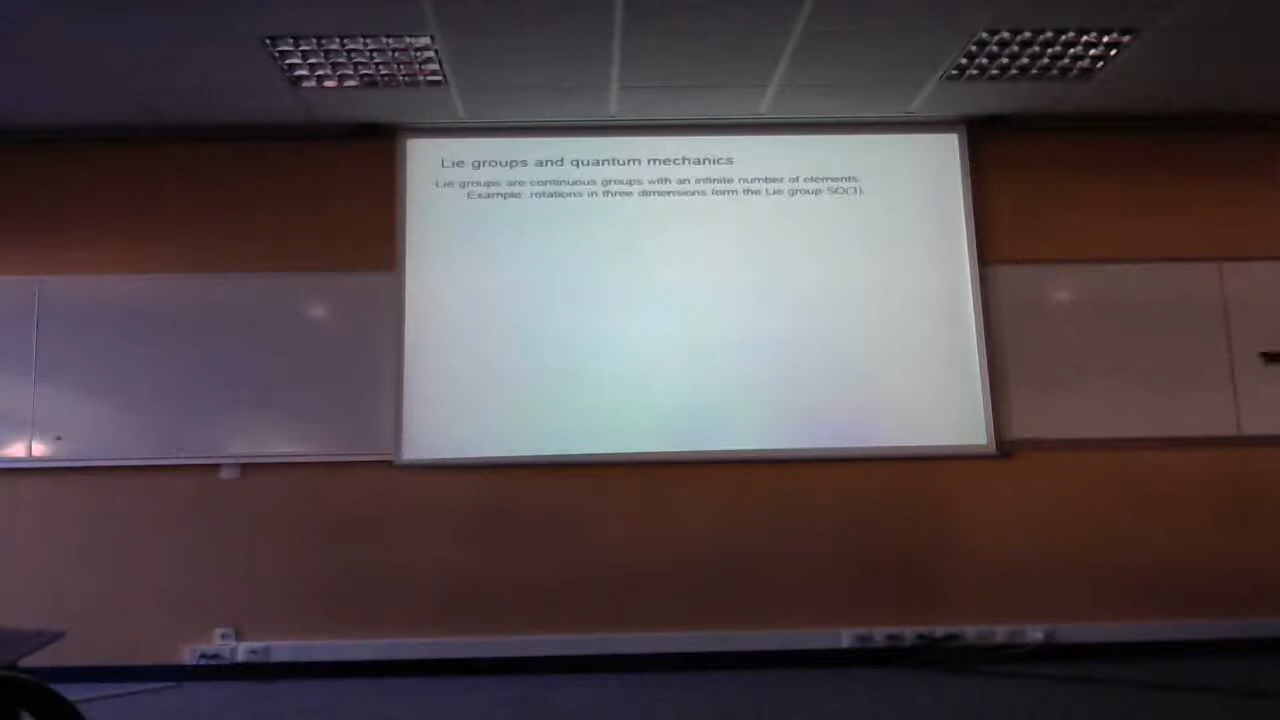 Lie groups and quantum mechanics
Lie groups are continuous groups with an infinite number of elements.
Example: rotations in three dimensions form the Lie group SO(3).